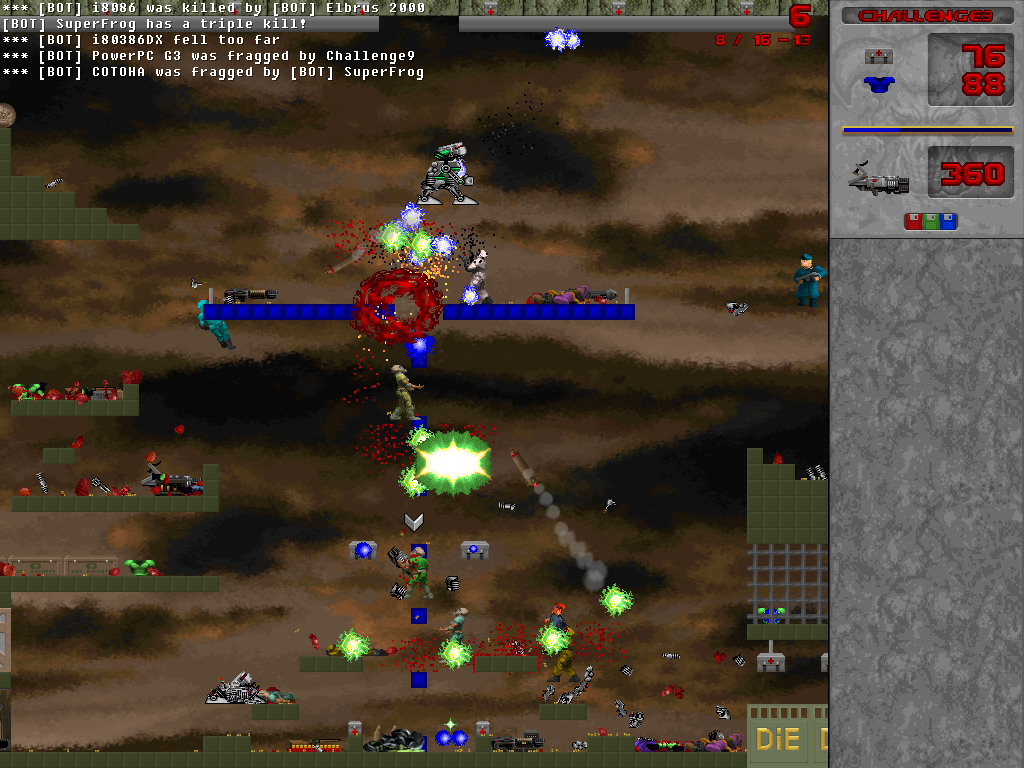 *** [BOT] i8086 was killed by [BOT] Elbrus 2000
[BOT] SuperFrog has a triple kill!
*** [BOT] i80386DX fell too far
*** [BOT] PowerPC G3 was fragged by Challenge9
*** [BOT] COTOHA was fragged by [BOT] SuperFrog
6
8 / 16 -13
CHALLENGE9
76
88
360
DiE D